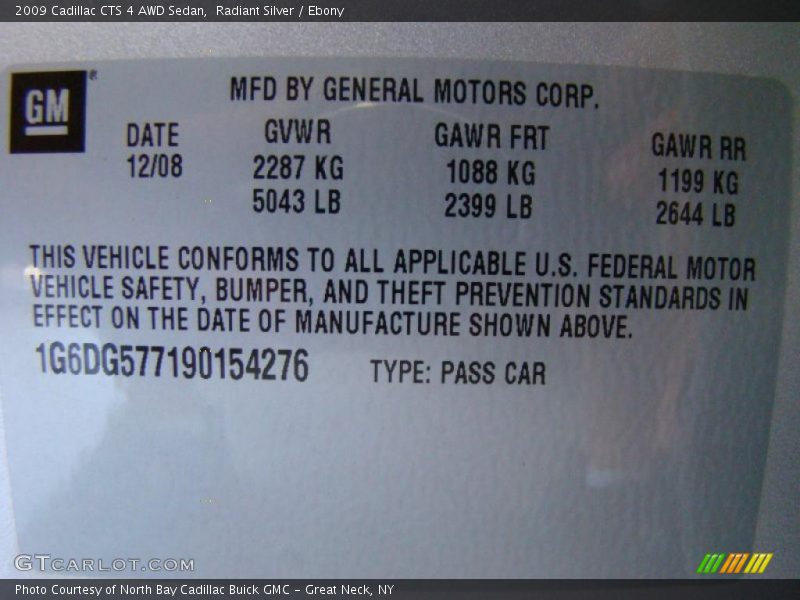 2009 Cadillac CTS 4 AWD Sedan,  Radiant Silver / Ebony
GM®
MFD BY GENERAL MOTORS CORP.
DATE GVWR GAWR FRT GAWR RR
12/08 2287 KG 1088 KG 1199 KG
5043 LB 2399 LB 2644 LB
THIS VEHICLE CONFORMS TO ALL APPLICABLE U.S. FEDERAL MOTOR
VEHICLE SAFETY, BUMPER, AND THEFT PREVENTION STANDARDS IN
EFFECT ON THE DATE OF MANUFACTURE SHOWN ABOVE.
1G6DG577190154276 TYPE: PASS CAR
GTCARLOT.COM
Photo Courtesy of North Bay Cadillac Buick GMC - Great Neck, NY